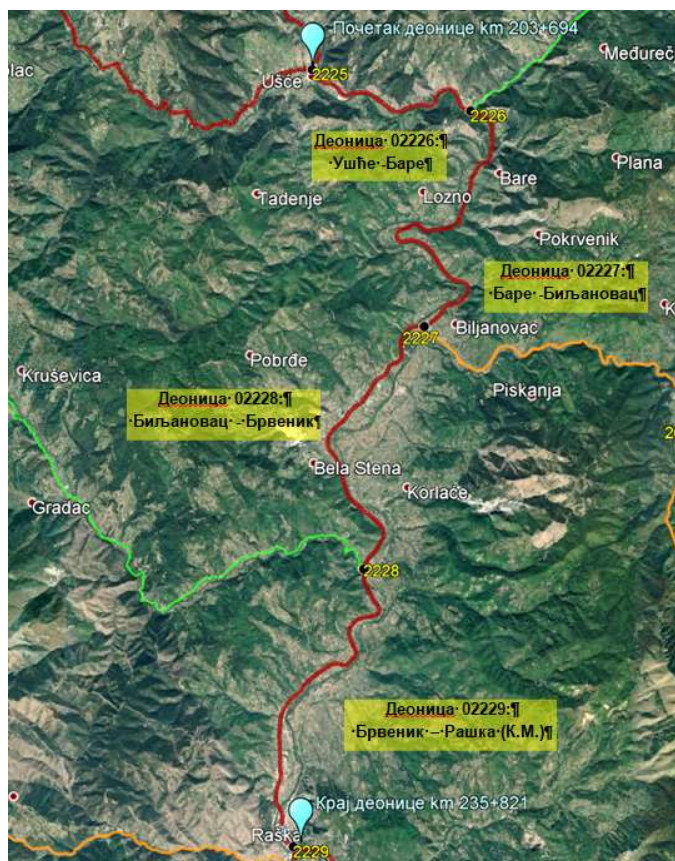 Почетак деонице km 203+694
Međureč
Ušće
2225
2226
Деоница· 02226:¶
·Ушће·-Баре¶
Plana
Bare
Lozno
Tadenje
Pokrvenik
Деоница· 02227:¶
·Баре·-Биљановац¶
2227
Biljanovac
Pobrđe
Kruševica
Piskanja
Деоница· 02228:¶
·Биљановац·-·Брвеник¶
Bela Stena
Korlaće
Gradac
2228
Деоница· 02229:¶
·Брвеник·–·Рашка·(К.М.)¶
Крај деонице km 235+821
Raška
2229